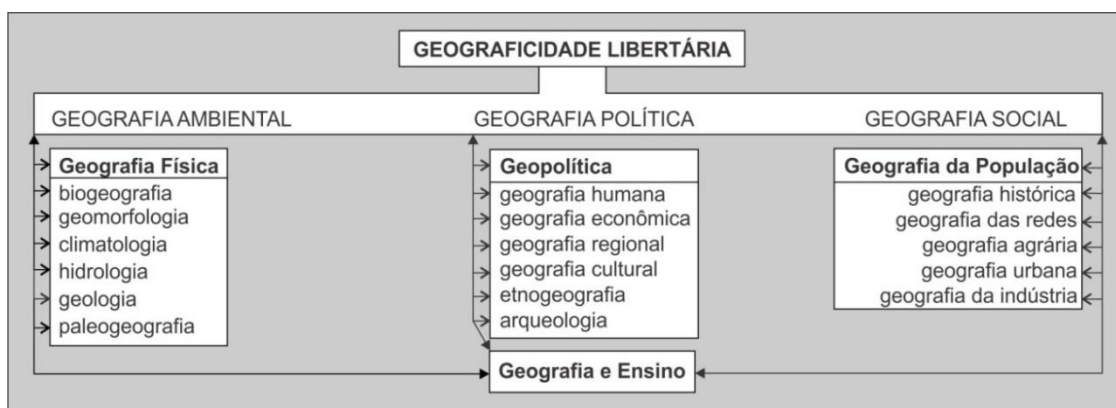 GEOGRAFICIDADE LIBERTÁRIA
GEOGRAFIA AMBIENTAL
GEOGRAFIA POLÍTICA
GEOGRAFIA SOCIAL
Geografia Física
biogeografia
geomorfologia
climatologia
hidrologia
geologia
paleogeografia
Geopolítica
geografia humana
geografia econômica
geografia regional
geografia cultural
etnogeografia
arqueologia
Geografia da População
geografia histórica
geografia das redes
geografia agrária
geografia urbana
geografia da indústria
Geografia e Ensino